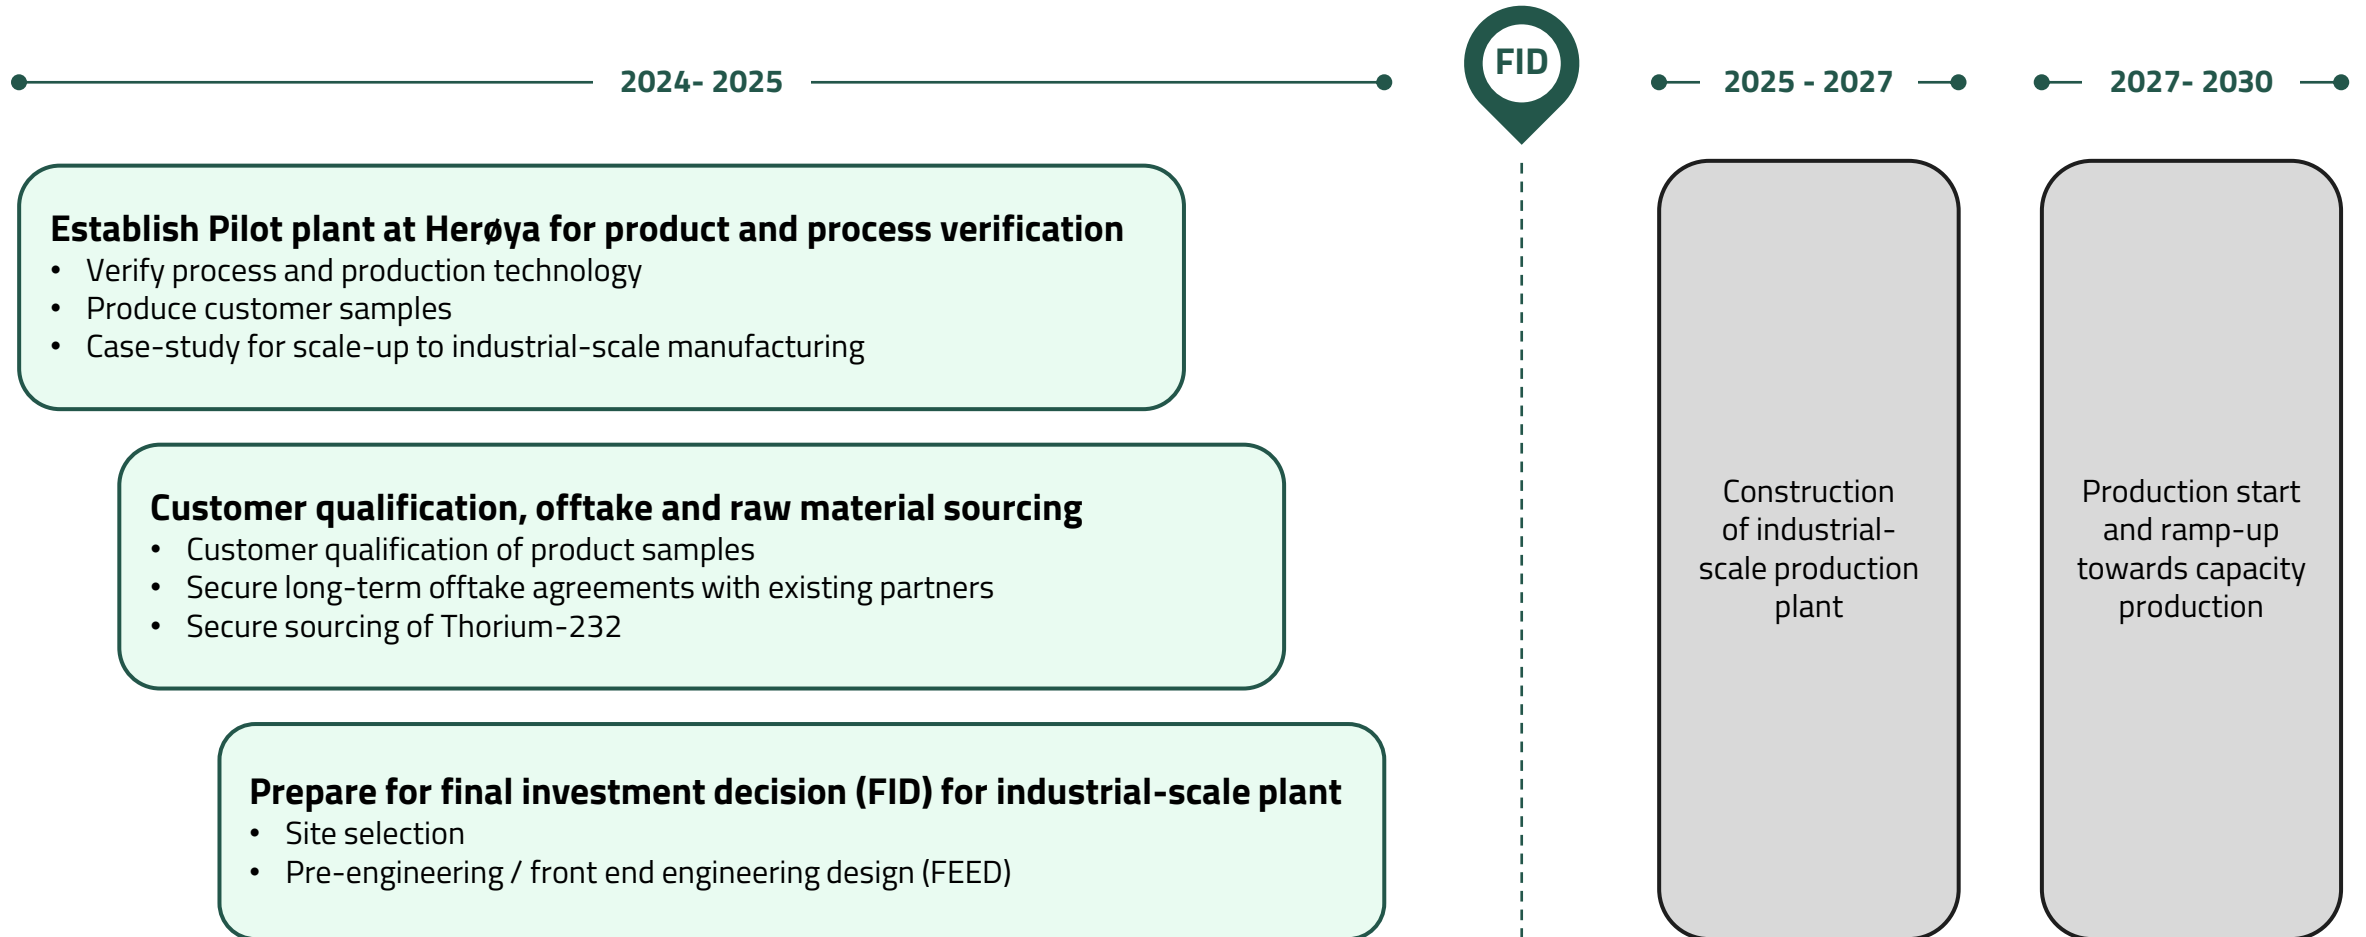 2024- 2025
FID
2025 - 2027
2027- 2030
Establish Pilot plant at Herøya for product and process verification
• Verify process and production technology
• Produce customer samples
• Case-study for scale-up to industrial-scale manufacturing
Customer qualification, offtake and raw material sourcing
• Customer qualification of product samples
• Secure long-term offtake agreements with existing partners
• Secure sourcing of Thorium-232
Prepare for final investment decision (FID) for industrial-scale plant
• Site selection
• Pre-engineering / front end engineering design (FEED)
Construction
of industrial-
scale production
plant
Production start
and ramp-up
towards capacity
production